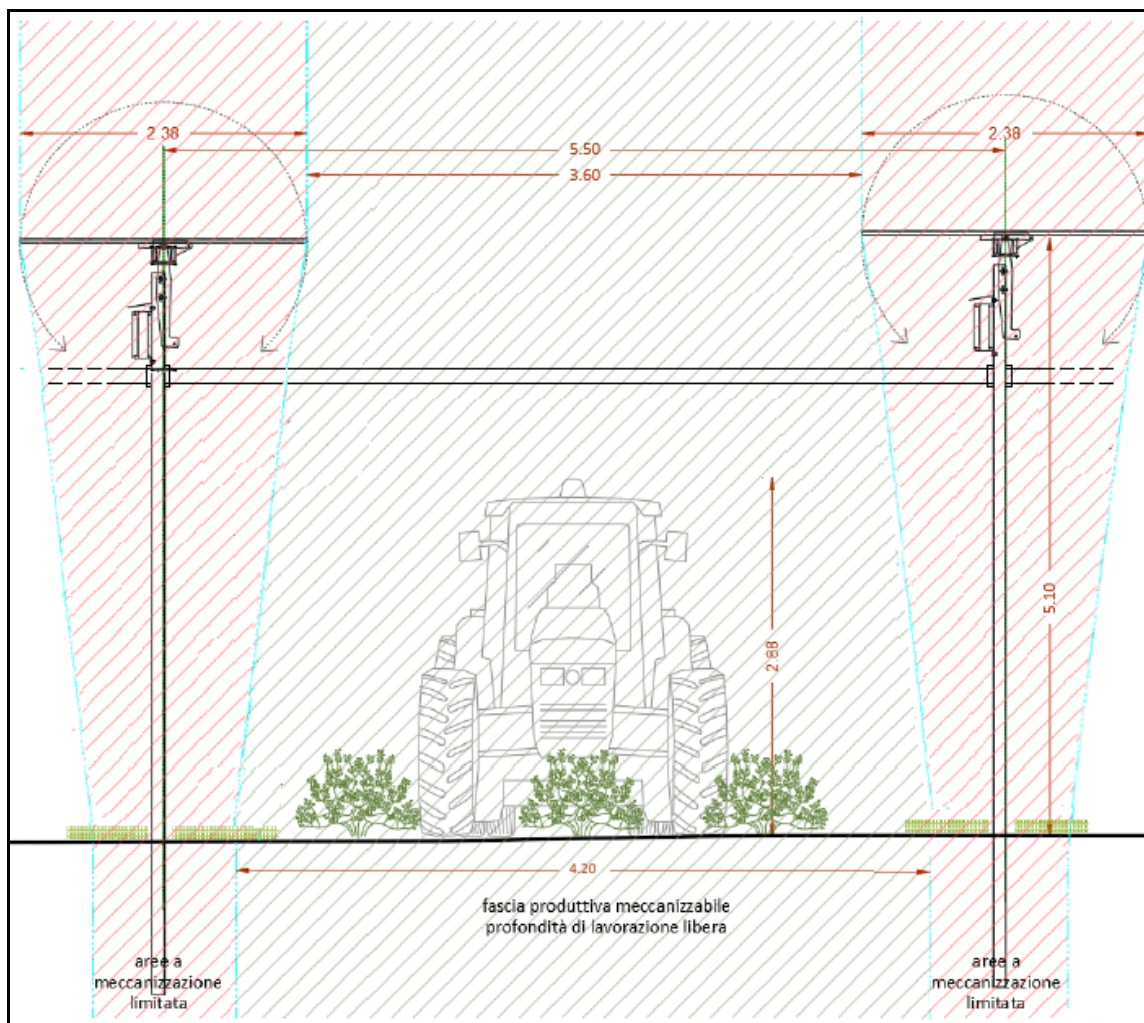 2.38
2.38
5.50
3.60
5.10
2.88
4.20
fascia produttiva meccanizzabile
profondità di lavorazione libera
aree a
meccanizzazione
limitata
aree a
meccanizzazione
limitata